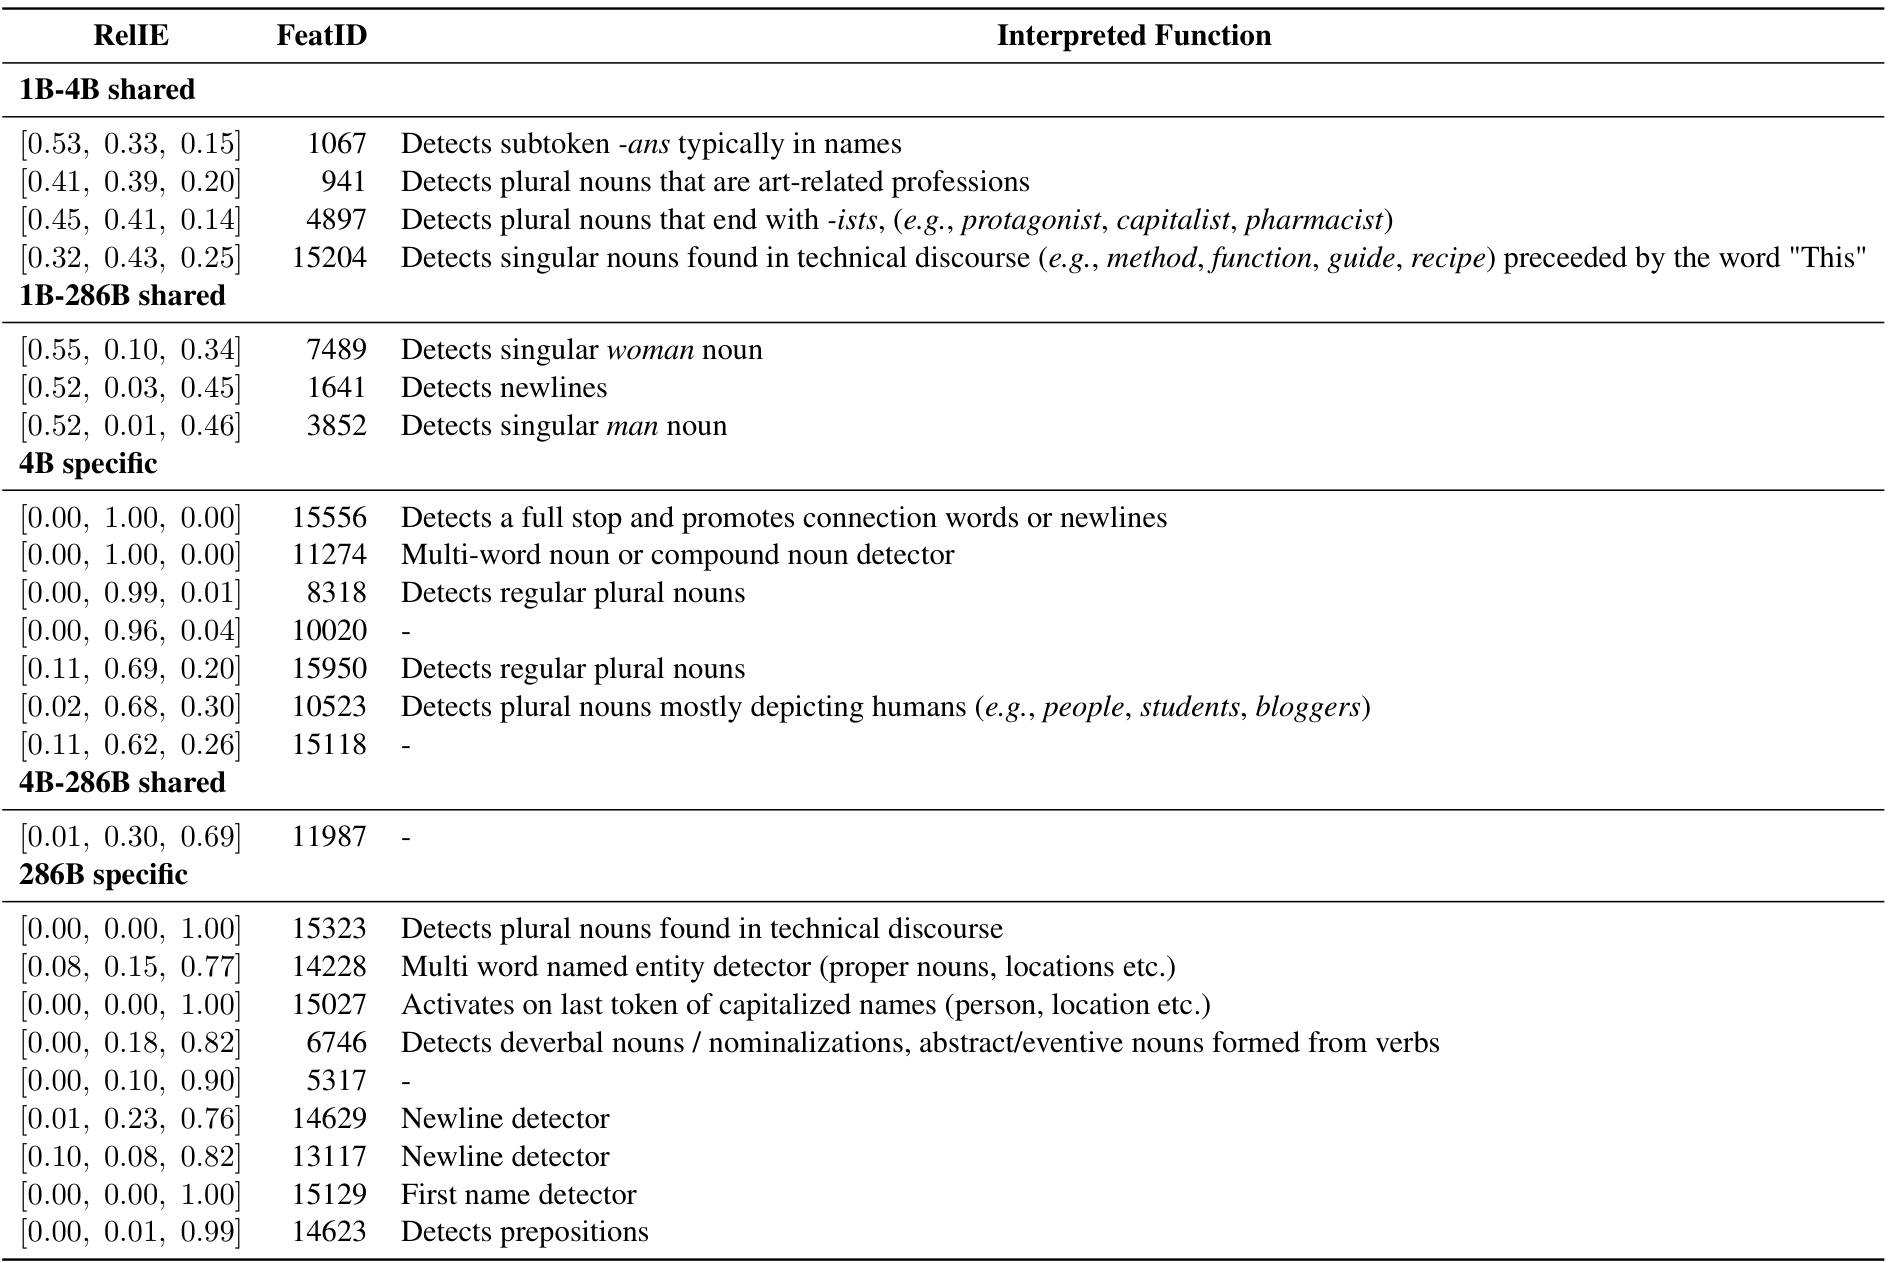 RelIE FeatID Interpreted Function
1B-4B shared
[0.53, 0.33, 0.15] 1067 Detects subtoken -ans typically in names
[0.41, 0.39, 0.20] 941 Detects plural nouns that are art-related professions
[0.45, 0.41, 0.14] 4897 Detects plural nouns that end with -ists, (e.g., protagonist, capitalist, pharmacist)
[0.32, 0.43, 0.25] 15204 Detects singular nouns found in technical discourse (e.g., method, function, guide, recipe) preceeded by the word "This"
1B-286B shared
[0.55, 0.10, 0.34] 7489 Detects singular woman noun
[0.52, 0.03, 0.45] 1641 Detects newlines
[0.52, 0.01, 0.46] 3852 Detects singular man noun
4B specific
[0.00, 1.00, 0.00] 15556 Detects a full stop and promotes connection words or newlines
[0.00, 1.00, 0.00] 11274 Multi-word noun or compound noun detector
[0.00, 0.99, 0.01] 8318 Detects regular plural nouns
[0.00, 0.96, 0.04] 10020 -
[0.11, 0.69, 0.20] 15950 Detects regular plural nouns
[0.02, 0.68, 0.30] 10523 Detects plural nouns mostly depicting humans (e.g., people, students, bloggers)
[0.11, 0.62, 0.26] 15118 -
4B-286B shared
[0.01, 0.30, 0.69] 11987 -
286B specific
[0.00, 0.00, 1.00] 15323 Detects plural nouns found in technical discourse
[0.08, 0.15, 0.77] 14228 Multi word named entity detector (proper nouns, locations etc.)
[0.00, 0.00, 1.00] 15027 Activates on last token of capitalized names (person, location etc.)
[0.00, 0.18, 0.82] 6746 Detects deverbal nouns / nominalizations, abstract/eventive nouns formed from verbs
[0.00, 0.10, 0.90] 5317 -
[0.01, 0.23, 0.76] 14629 Newline detector
[0.10, 0.08, 0.82] 13117 Newline detector
[0.00, 0.00, 1.00] 15129 First name detector
[0.00, 0.01, 0.99] 14623 Detects prepositions